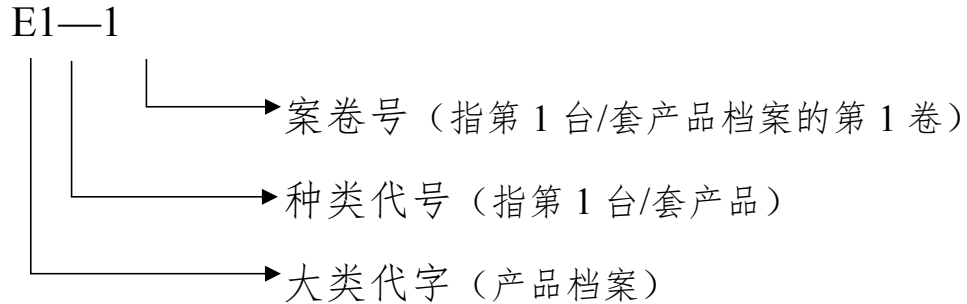 E1—1
案卷号（指第 1 台/套产品档案的第 1 卷）
种类代号（指第 1 台/套产品）
大类代字（产品档案）